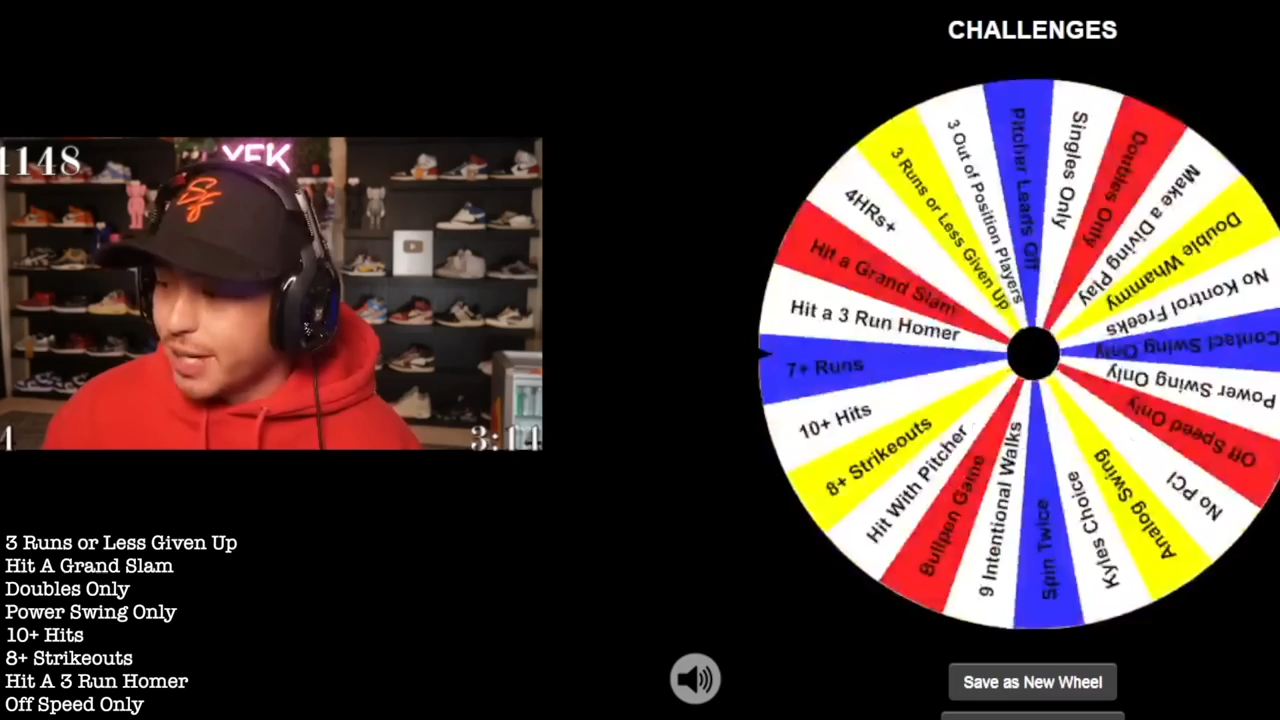 CHALLENGES
1148
YFK
4
3:14
Pitcher Learns Off
Singles Only
Doubles Only
Make a Diving Play
Double Whammy
No Kontrol Freeks
Contact Swing Only
Power Swing Only
Off Speed Only
No PCI
Analog Swing
Kyles Choice
Spin Twice
9 Intentional Walks
Bullpen Game
Hit With Pitcher
8+ Strikeouts
10+ Hits
7+ Runs
Hit a 3 Run Homer
Hit a Grand Slam
4HRs+
3 Runs or Less Given Up
3 Out of Position Players
3 Runs or Less Given Up
Hit A Grand Slam
Doubles Only
Power Swing Only
10+ Hits
8+ Strikeouts
Hit A 3 Run Homer
Off Speed Only
Save as New Wheel